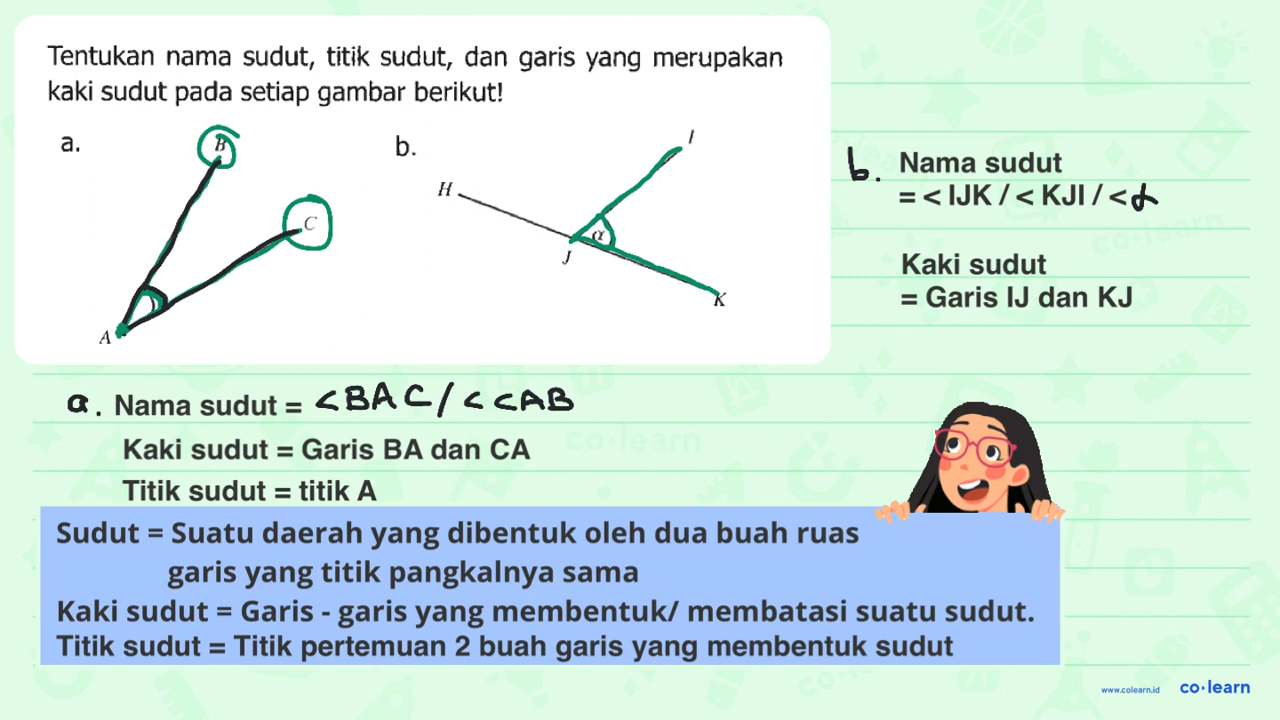 Tentukan nama sudut, titik sudut, dan garis yang merupakan
kaki sudut pada setiap gambar berikut!
a.
B
C
A
b.
H
I
α
J
K
b. Nama sudut
= < IJK / < KJI / < α
Kaki sudut
= Garis IJ dan KJ
a. Nama sudut = <BAC / < CAB
Kaki sudut = Garis BA dan CA
Titik sudut = titik A
Sudut = Suatu daerah yang dibentuk oleh dua buah ruas
garis yang titik pangkalnya sama
Kaki sudut = Garis - garis yang membentuk/ membatasi suatu sudut.
Titik sudut = Titik pertemuan 2 buah garis yang membentuk sudut
www.colearn.id
co·learn